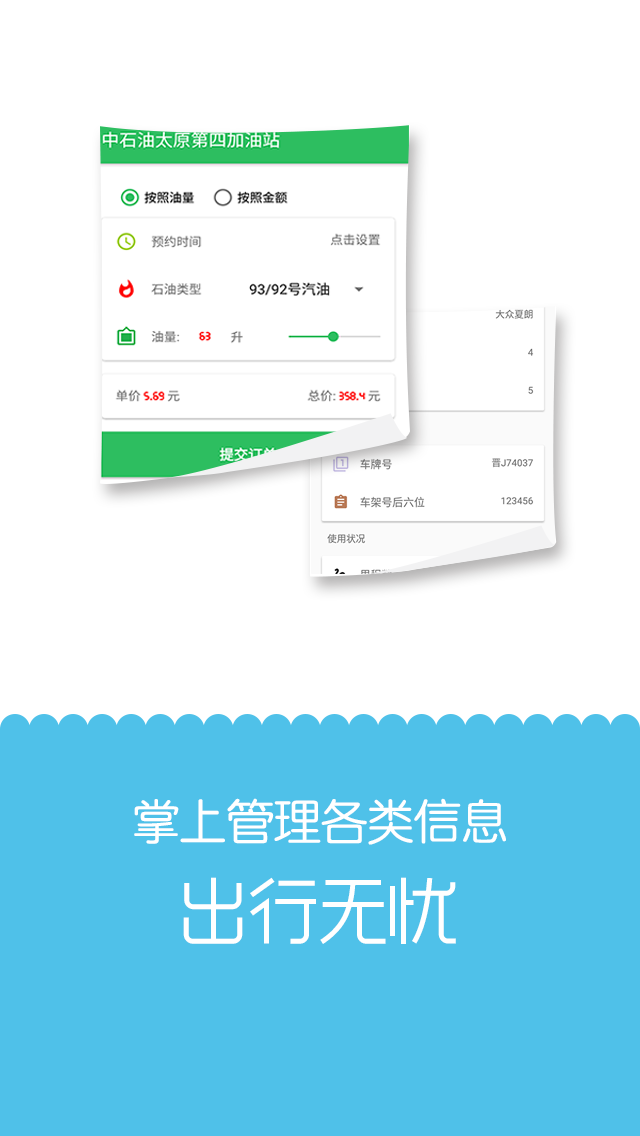 中石油太原第四加油站
按照油量 按照金额
预约时间 点击设置
石油类型 93/92号汽油
油量: 63 升
单价 5.69 元 总价: 358.4 元
提交订单
大众夏朗
4
5
车牌号 晋J74037
车架号后六位 123456
使用状况
掌上管理各类信息
出行无忧